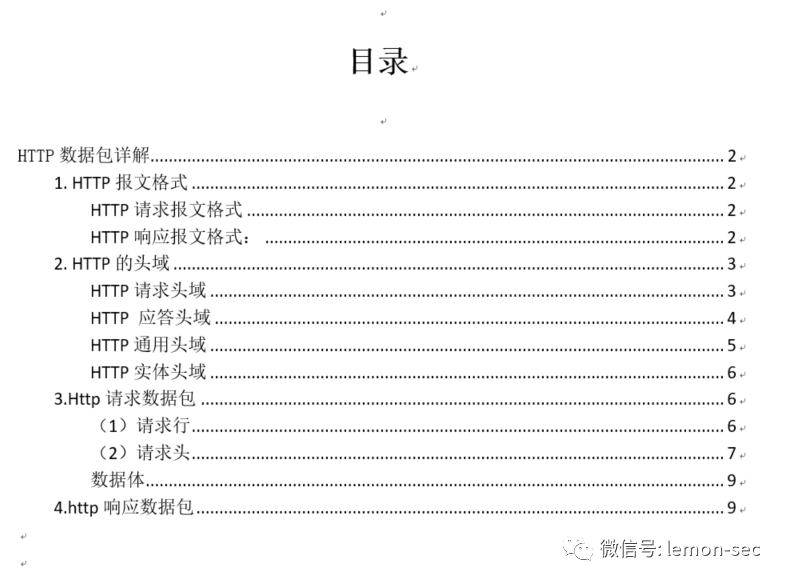 目录
HTTP 数据包详解........................................ 2
1. HTTP 报文格式........................................ 2
HTTP 请求报文格式........................................ 2
HTTP 响应报文格式：........................................ 2
2. HTTP 的头域........................................ 3
HTTP 请求头域........................................ 3
HTTP 应答头域........................................ 4
HTTP 通用头域........................................ 5
HTTP 实体头域........................................ 6
3.Http 请求数据包........................................ 6
（1）请求行........................................ 6
（2）请求头........................................ 7
数据体........................................ 9
4.http 响应数据包........................................ 9
微信号: lemon-sec